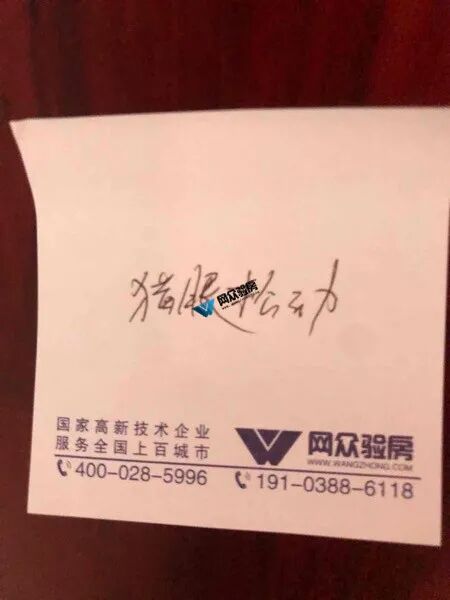 猫眼松动
网众验房
国家高新技术企业
服务全国上百城市
网众验房
WWW.WANGZHONG.COM
400-028-5996
191-0388-6118